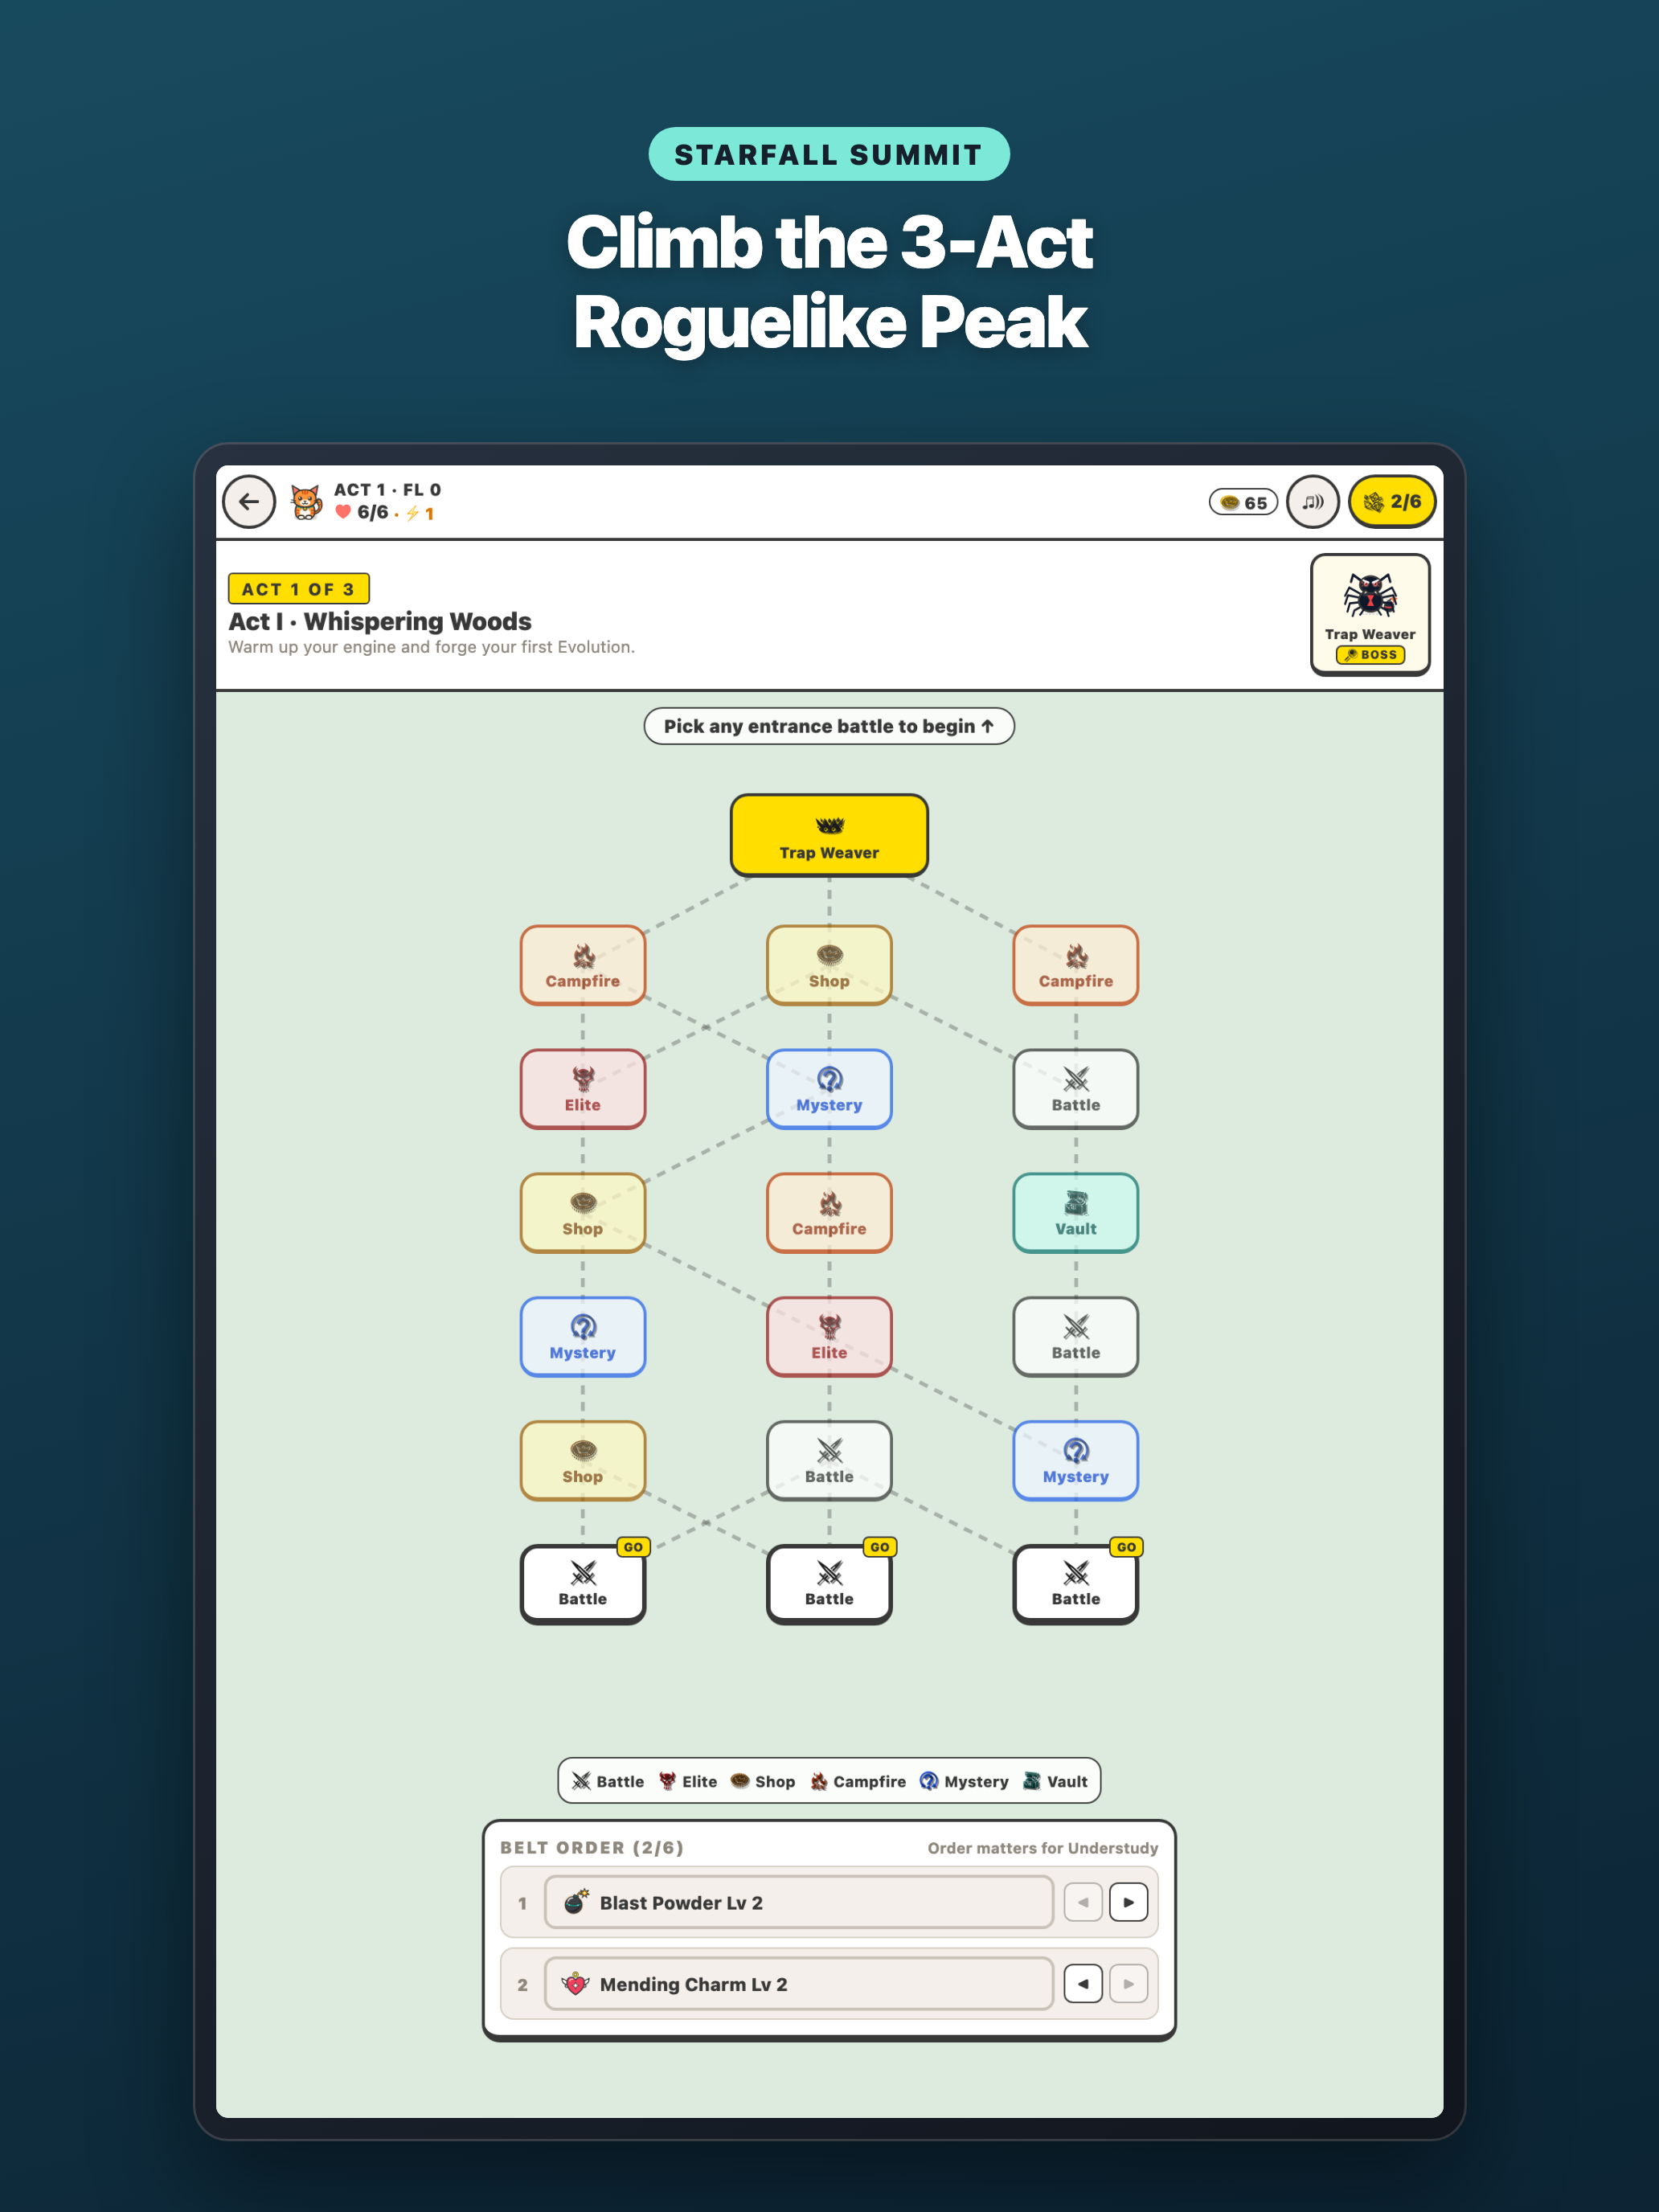 STARFALL SUMMIT
Climb the 3-Act
Roguelike Peak
ACT 1 · FL 0
6/6 · 1
65
2/6
ACT 1 OF 3
Act I · Whispering Woods
Warm up your engine and forge your first Evolution.
Trap Weaver
BOSS
Pick any entrance battle to begin ↑
Trap Weaver
Campfire
Shop
Campfire
Elite
Mystery
Battle
Shop
Campfire
Vault
Mystery
Elite
Battle
Shop
Battle
Mystery
GO
GO
GO
Battle
Battle
Battle
Battle Elite Shop Campfire Mystery Vault
BELT ORDER (2/6)
Order matters for Understudy
1 Blast Powder Lv 2
2 Mending Charm Lv 2